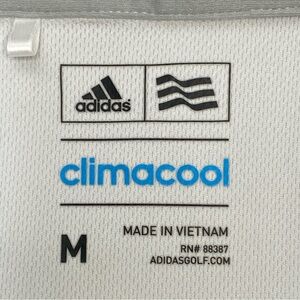 adidas
climacool
M
MADE IN VIETNAM
RN# 88387
ADIDASGOLF.COM